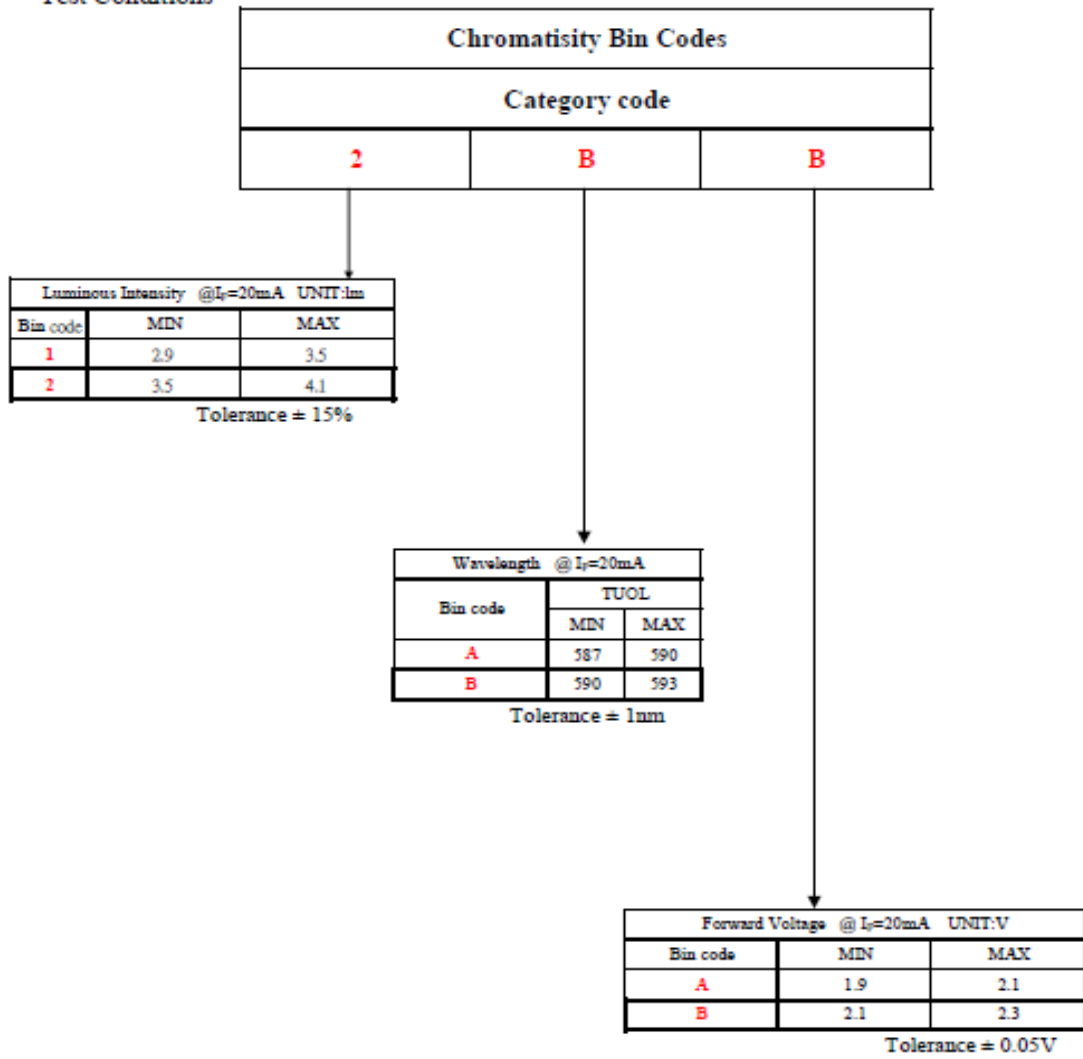 Test Conditions
Chromatisity Bin Codes
Category code
2 B B
Luminous Intensity @IF=20mA UNIT:lm
Bin code MIN MAX
1 2.9 3.5
2 3.5 4.1
Tolerance ± 15%
Wavelength @ IF=20mA
Bin code TUOL
MIN MAX
A 587 590
B 590 593
Tolerance ± 1nm
Forward Voltage @ IF=20mA UNIT:V
Bin code MIN MAX
A 1.9 2.1
B 2.1 2.3
Tolerance ± 0.05V